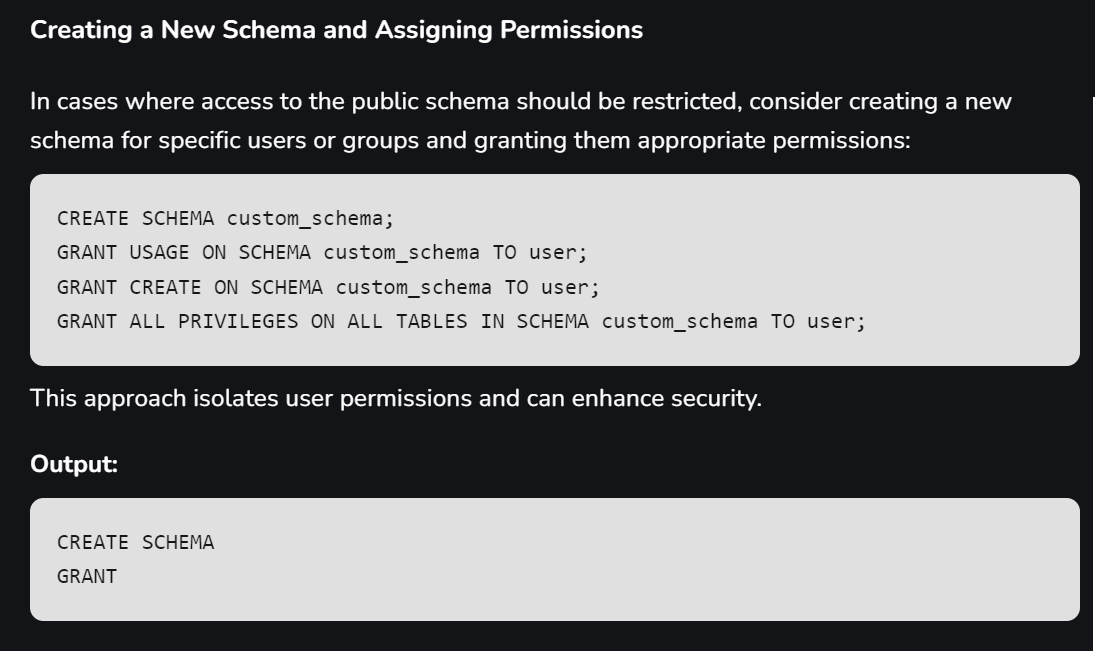 Creating a New Schema and Assigning Permissions
In cases where access to the public schema should be restricted, consider creating a new
schema for specific users or groups and granting them appropriate permissions:
CREATE SCHEMA custom_schema;
GRANT USAGE ON SCHEMA custom_schema TO user;
GRANT CREATE ON SCHEMA custom_schema TO user;
GRANT ALL PRIVILEGES ON ALL TABLES IN SCHEMA custom_schema TO user;
This approach isolates user permissions and can enhance security.
Output:
CREATE SCHEMA
GRANT